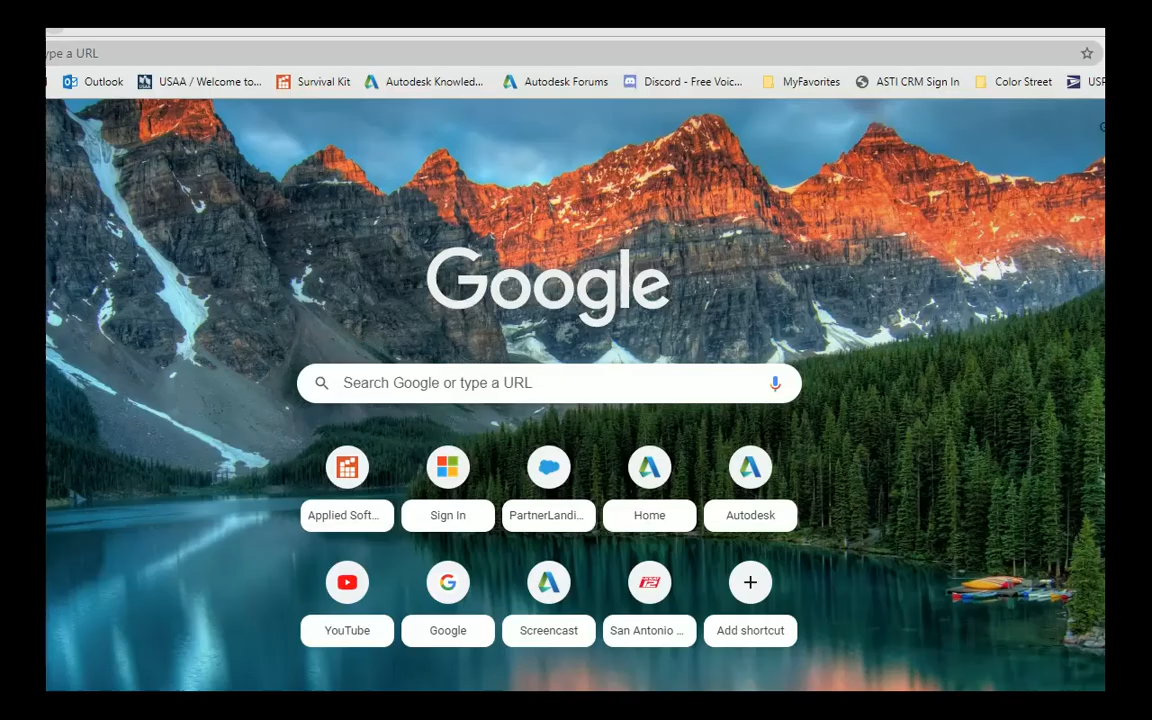 ype a URL
Outlook USAA / Welcome to... Survival Kit Autodesk Knowled... Autodesk Forums Discord - Free Voic... MyFavorites ASTI CRM Sign In Color Street USP
Google
Search Google or type a URL
Applied Soft... Sign In PartnerLandi... Home Autodesk
YouTube Google Screencast San Antonio ... Add shortcut